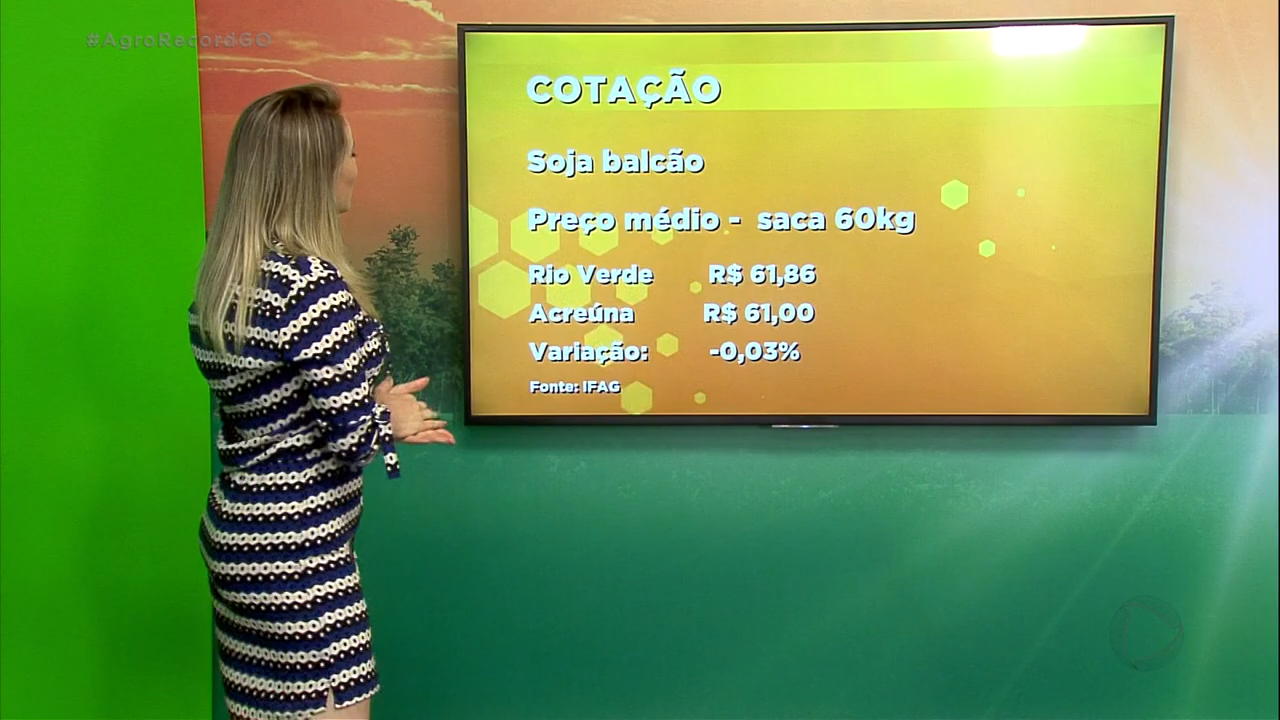 #AgroRecordGO
COTAÇÃO
Soja balcão
Preço médio - saca 60kg
Rio Verde R$ 61,86
Acreúna R$ 61,00
Variação: -0,03%
Fonte: IFAG